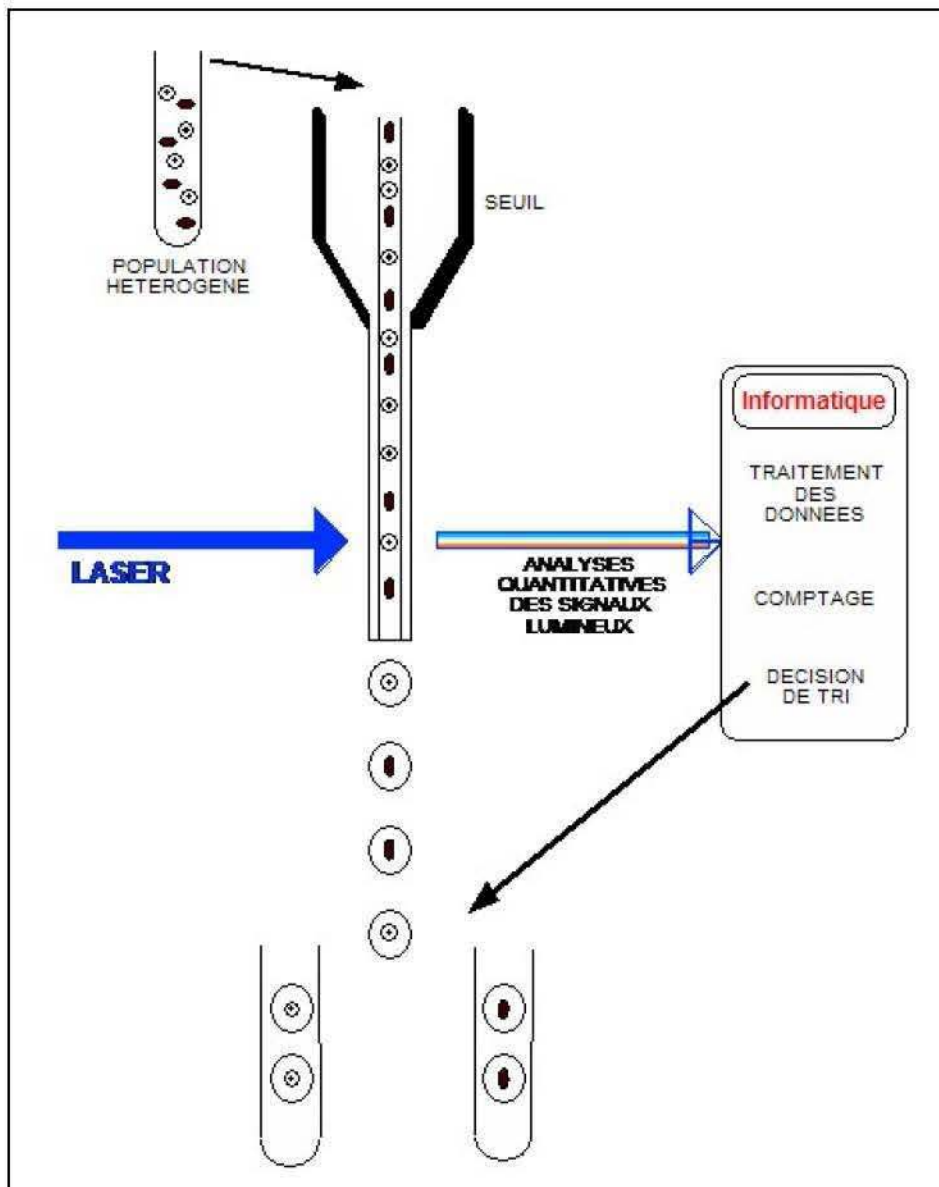 SEUIL
POPULATION
HETEROGENE
Informatique
TRAITEMENT
DES
DONNEES
LASER
ANALYSES
QUANTITATIVES
DES SIGNAUX
LUMINEUX
COMPTAGE
DECISION
DE TRI